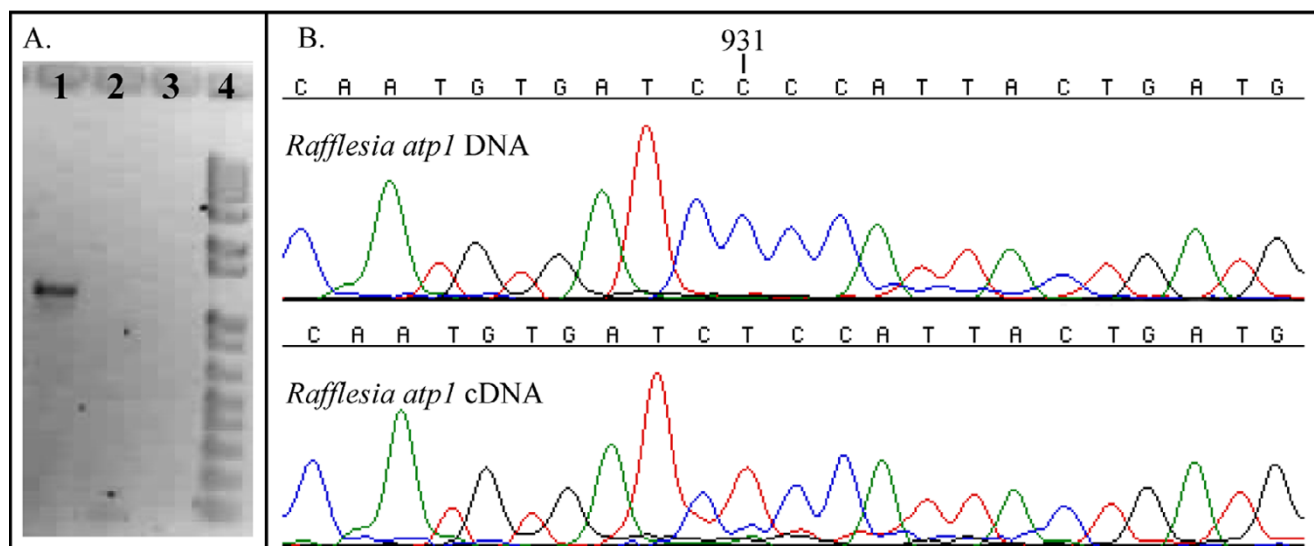 A.
1 2 3 4
B.
931
C A A T G T G A T C C C C A T T A C T G A T G
Rafflesia atp1 DNA
C A A T G T G A T C T C C A T T A C T G A T G
Rafflesia atp1 cDNA